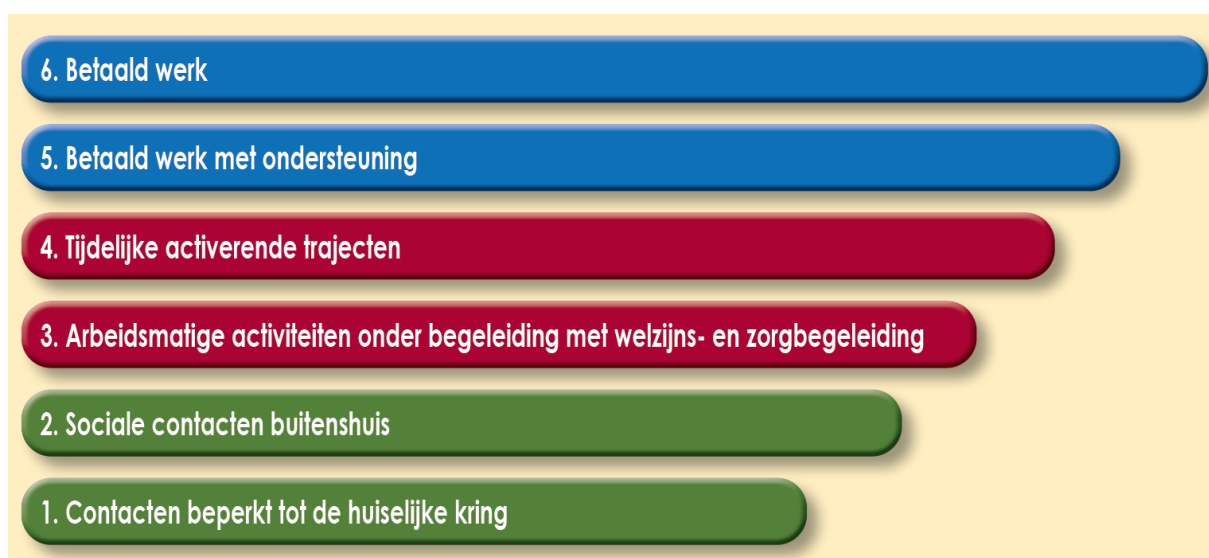 6. Betaald werk
5. Betaald werk met ondersteuning
4. Tijdelijke activerende trajecten
3. Arbeidsmatige activiteiten onder begeleiding met welzijns- en zorgbegeleiding
2. Sociale contacten buitenshuis
1. Contacten beperkt tot de huiselijke kring